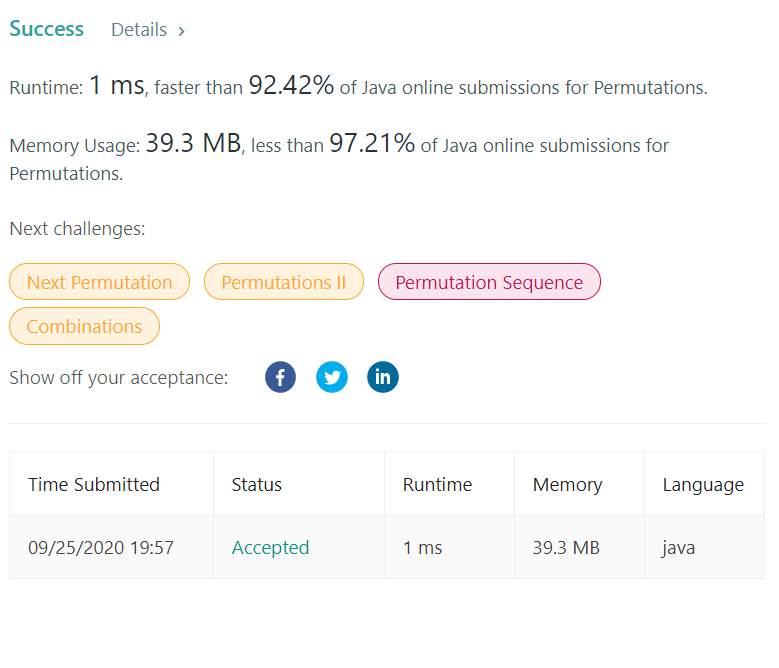 Success Details >
Runtime: 1 ms, faster than 92.42% of Java online submissions for Permutations.
Memory Usage: 39.3 MB, less than 97.21% of Java online submissions for
Permutations.
Next challenges:
Next Permutation Permutations II Permutation Sequence
Combinations
Show off your acceptance: f in
Time Submitted Status Runtime Memory Language
09/25/2020 19:57 Accepted 1 ms 39.3 MB java